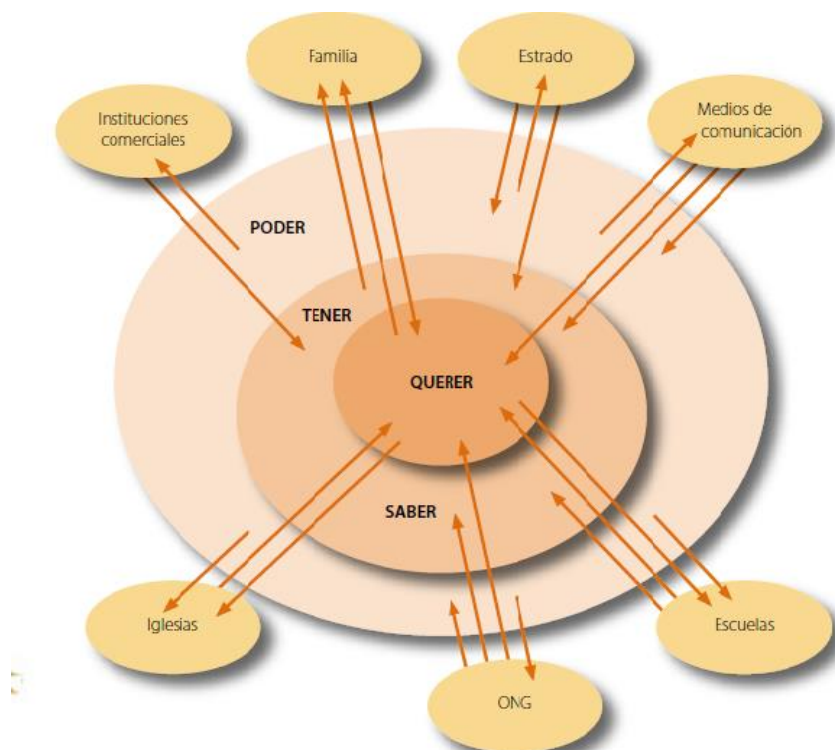 Familia
Estrado
Instituciones
comerciales
Medios de
comunicación
PODER
TENER
QUERER
SABER
Iglesias
Escuelas
ONG